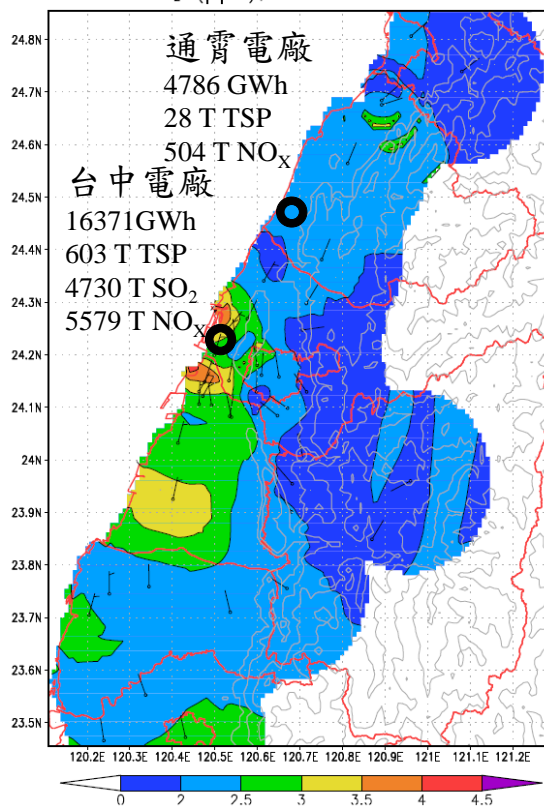 通霄電廠
4786 GWh
28 T TSP
504 T NOX
台中電廠
16371GWh
603 T TSP
4730 T SO2
5579 T NOX
24.8N
24.7N
24.6N
24.5N
24.4N
24.3N
24.2N
24.1N
24N
23.9N
23.8N
23.7N
23.6N
23.5N
120.2E 120.3E 120.4E 120.5E 120.6E 120.7E 120.8E 120.9E 121E 121.1E 121.2E
0 2 2.5 3 3.5 4 4.5